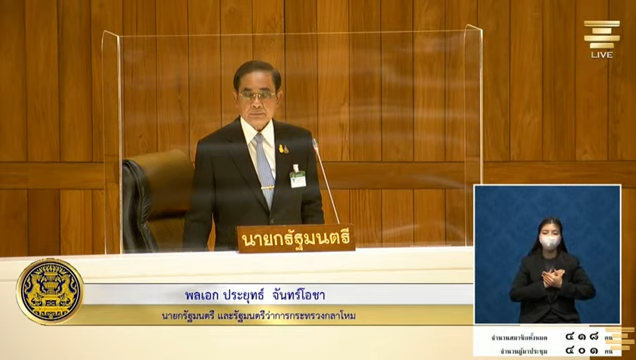 LIVE
นายกรัฐมนตรี
พลเอก ประยุทธ์ จันทร์โอชา
นายกรัฐมนตรี และรัฐมนตรีว่าการกระทรวงกลาโหม
จำนวนสมาชิกทั้งหมด ๔๑๘ คน
จำนวนผู้มาประชุม ๔๐๑ คน